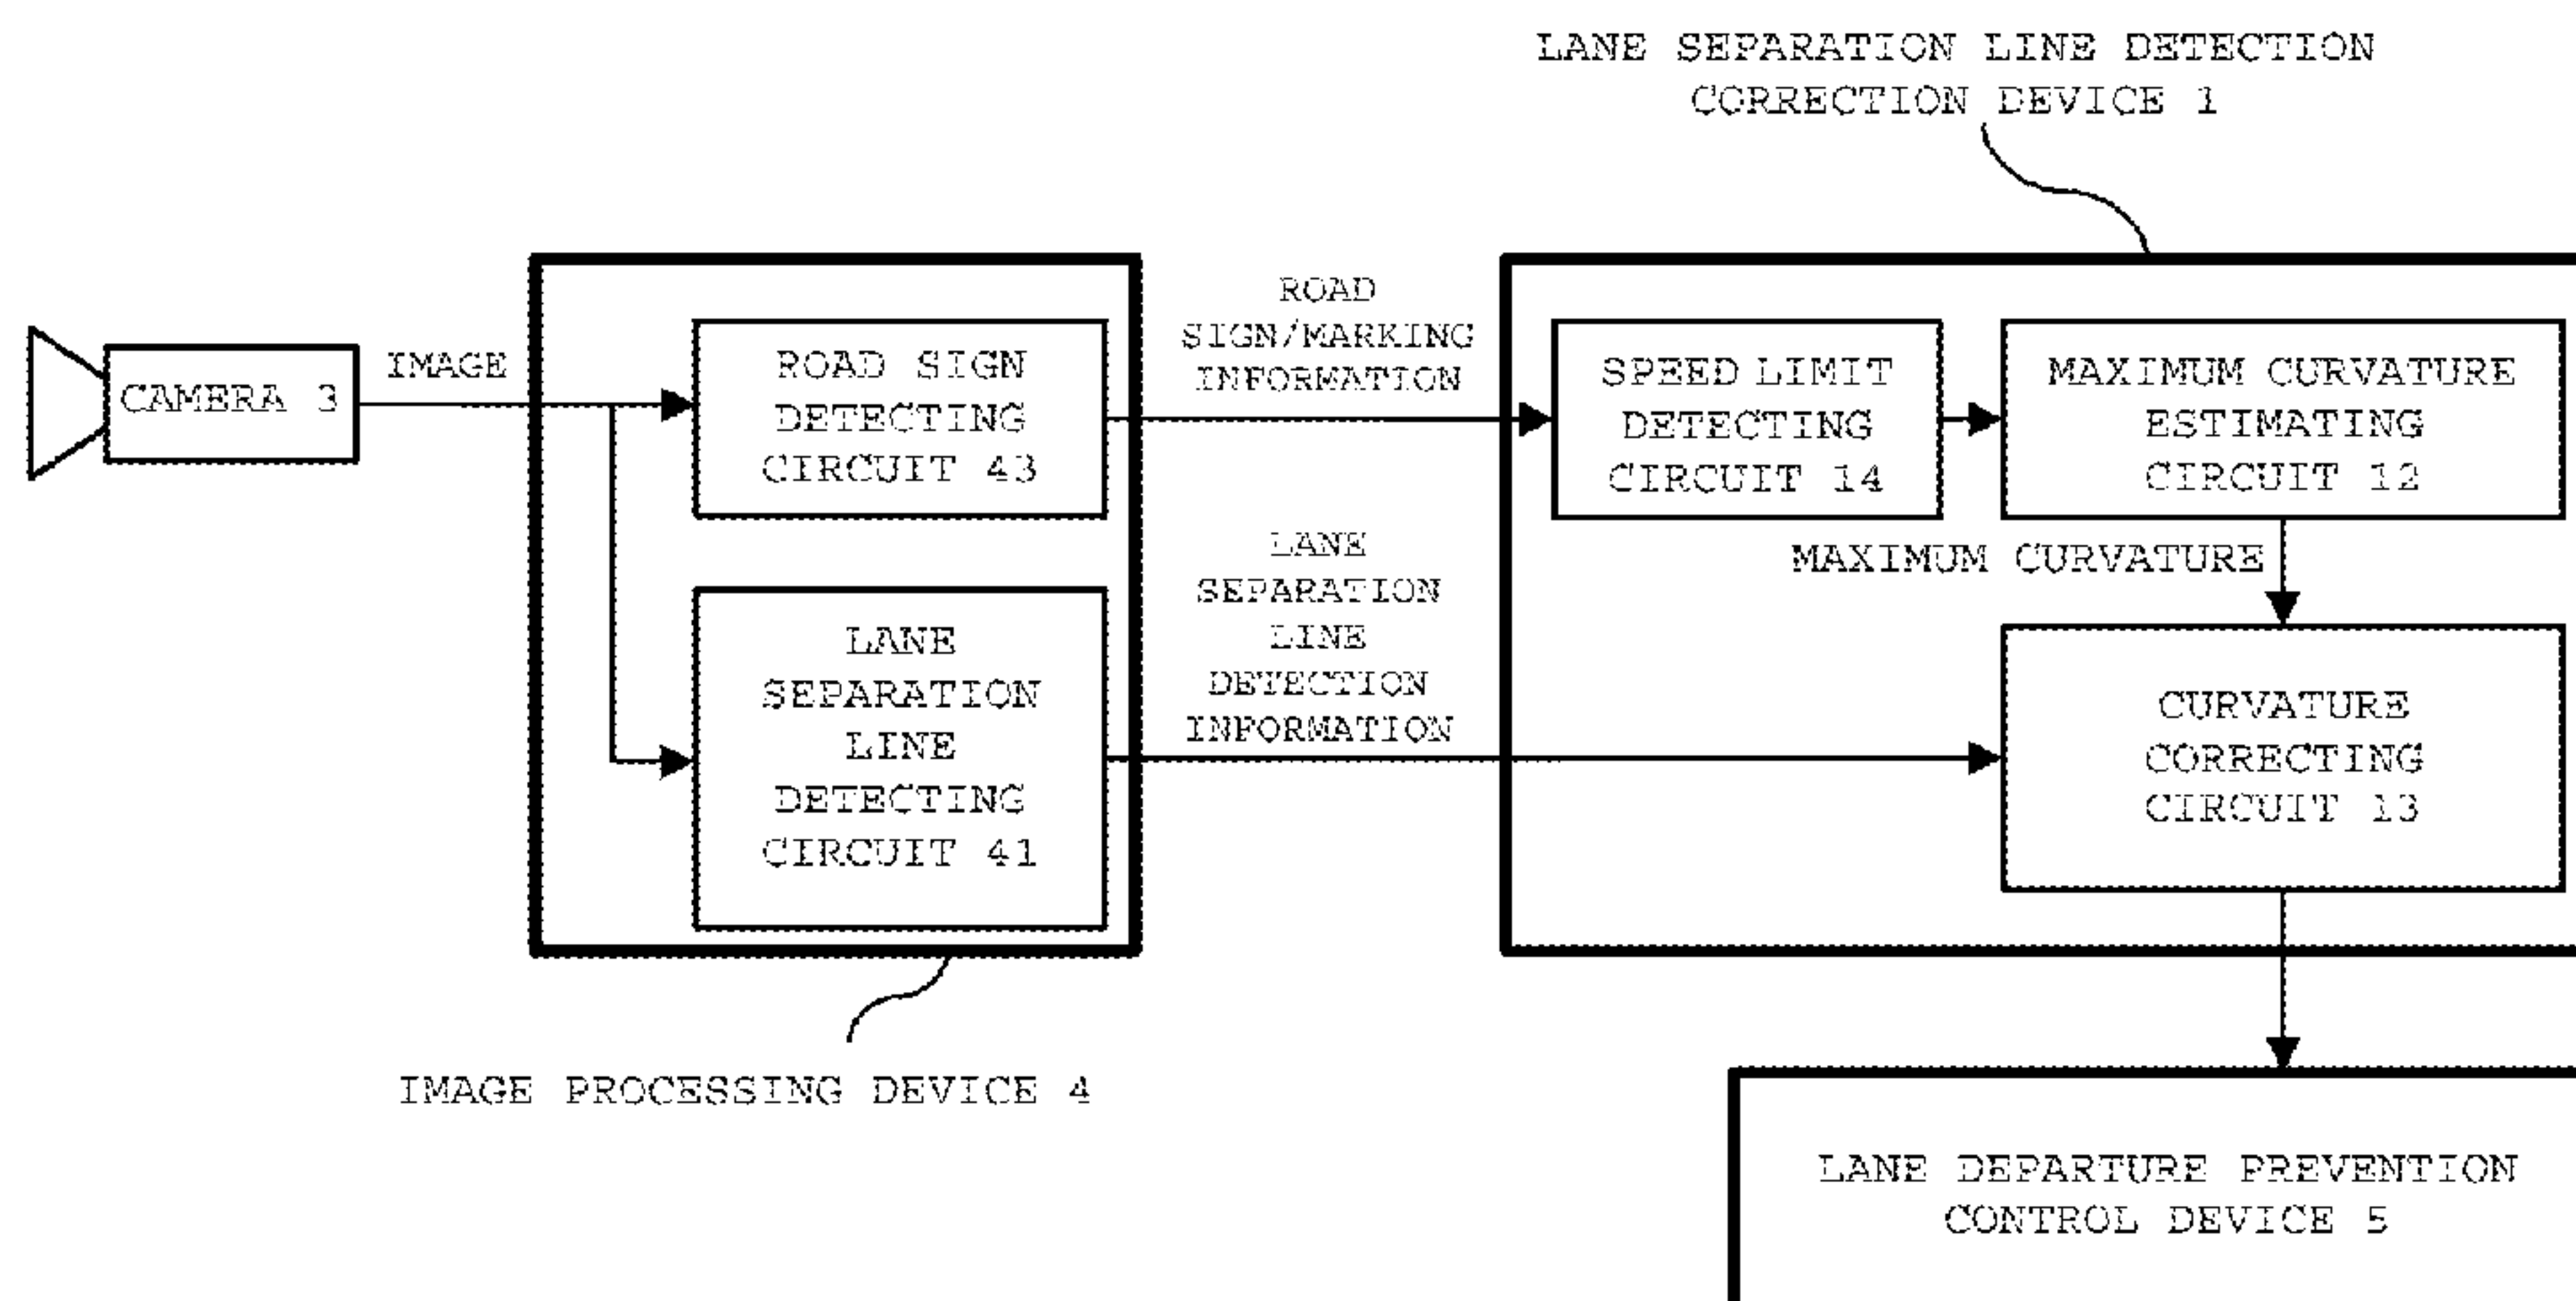 LANE SEPARATION LINE DETECTION
CORRECTION DEVICE 1
CAMERA 3
IMAGE
ROAD SIGN
DETECTING
CIRCUIT 43
ROAD
SIGN/MARKING
INFORMATION
SPEED LIMIT
DETECTING
CIRCUIT 14
MAXIMUM CURVATURE
ESTIMATING
CIRCUIT 12
MAXIMUM CURVATURE
LANE
SEPARATION
LINE
DETECTING
CIRCUIT 41
LANE
SEPARATION
LINE
DETECTION
INFORMATION
CURVATURE
CORRECTING
CIRCUIT 13
IMAGE PROCESSING DEVICE 4
LANE DEPARTURE PREVENTION
CONTROL DEVICE 5